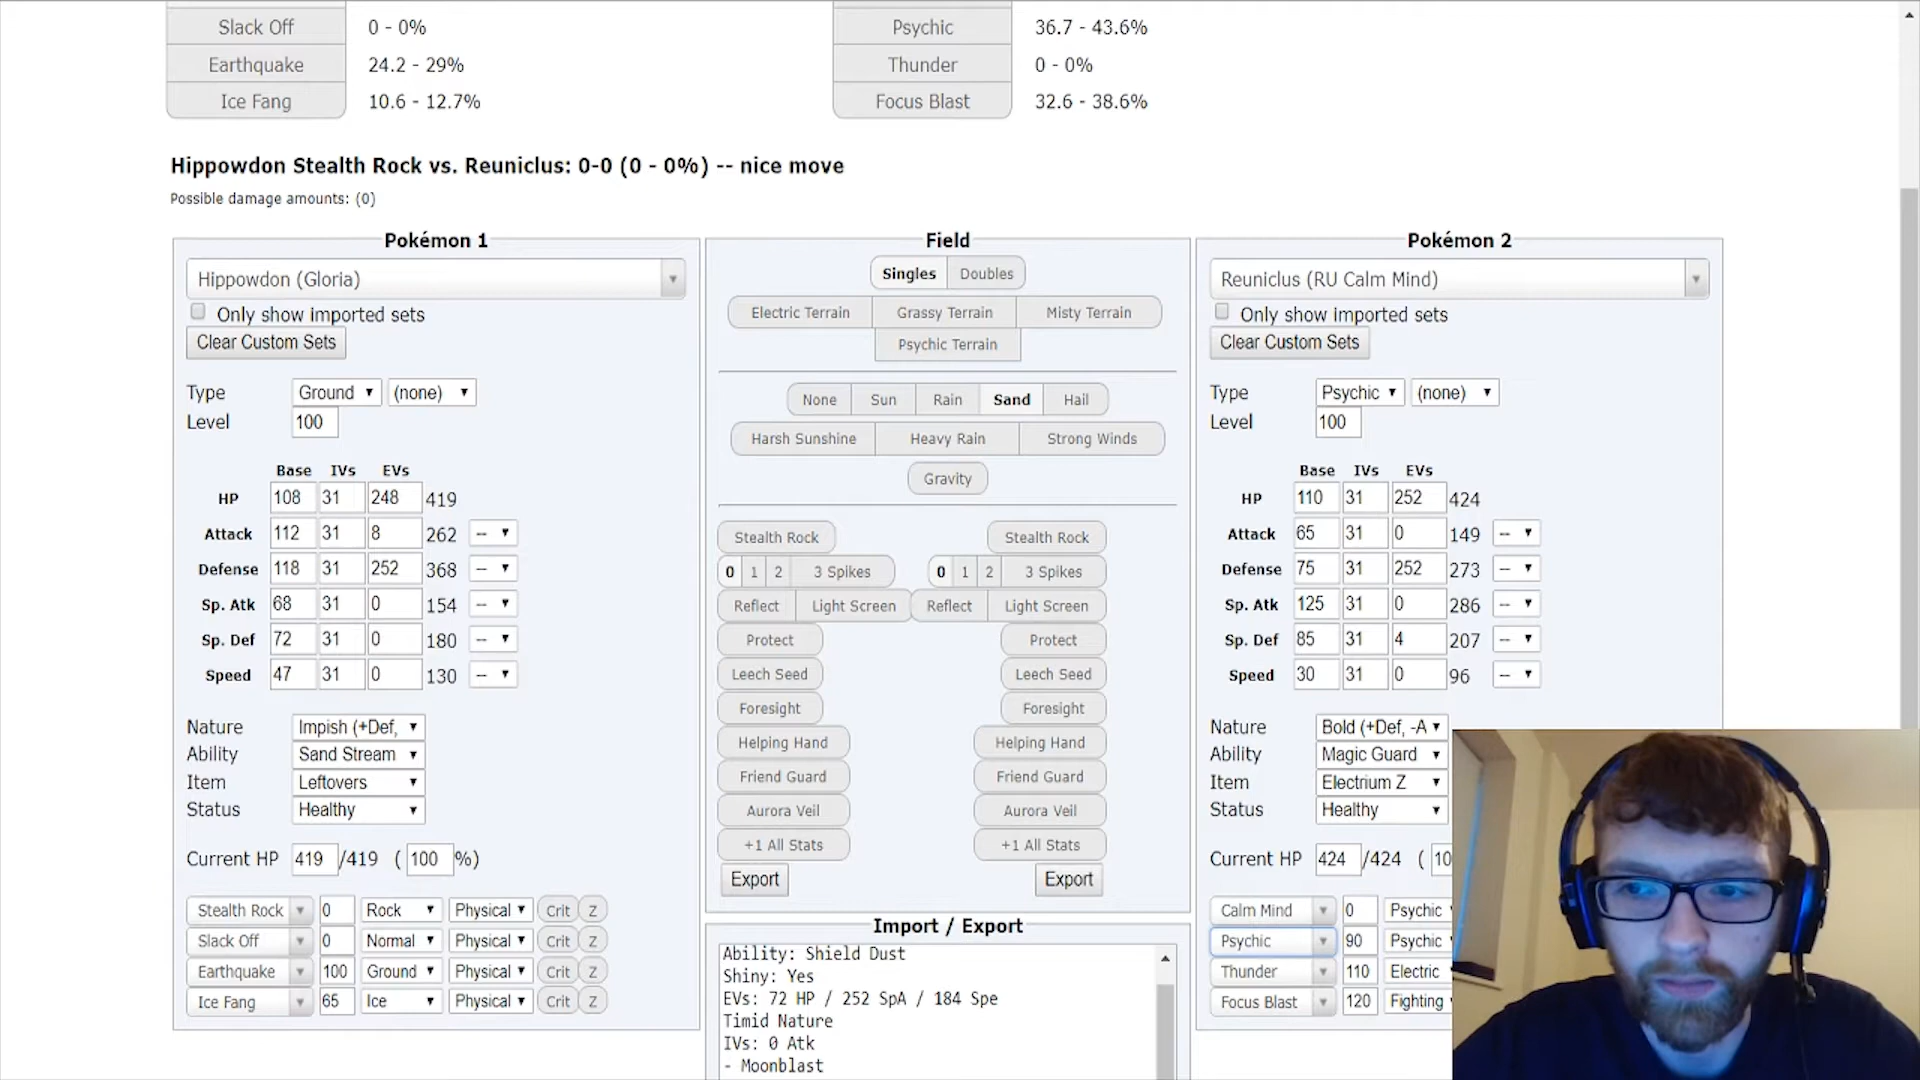 Slack Off 0 - 0%
Earthquake 24.2 - 29%
Ice Fang 10.6 - 12.7%
Psychic 36.7 - 43.6%
Thunder 0 - 0%
Focus Blast 32.6 - 38.6%
Hippowdon Stealth Rock vs. Reuniclus: 0-0 (0 - 0%) -- nice move
Possible damage amounts: (0)
Pokémon 1
Hippowdon (Gloria)
Only show imported sets
Clear Custom Sets
Type Ground (none)
Level 100
Base IVs EVs
HP 108 31 248 419
Attack 112 31 8 262 --
Defense 118 31 252 368 --
Sp. Atk 68 31 0 154 --
Sp. Def 72 31 0 180 --
Speed 47 31 0 130 --
Nature Impish (+Def,
Ability Sand Stream
Item Leftovers
Status Healthy
Current HP 419 /419 ( 100 %)
Stealth Rock 0 Rock Physical Crit Z
Slack Off 0 Normal Physical Crit Z
Earthquake 100 Ground Physical Crit Z
Ice Fang 65 Ice Physical Crit Z
Field
Singles Doubles
Electric Terrain Grassy Terrain Misty Terrain
Psychic Terrain
None Sun Rain Sand Hail
Harsh Sunshine Heavy Rain Strong Winds
Gravity
Stealth Rock Stealth Rock
0 1 2 3 Spikes 0 1 2 3 Spikes
Reflect Light Screen Reflect Light Screen
Protect Protect
Leech Seed Leech Seed
Foresight Foresight
Helping Hand Helping Hand
Friend Guard Friend Guard
Aurora Veil Aurora Veil
+1 All Stats +1 All Stats
Export Export
Import / Export
Ability: Shield Dust
Shiny: Yes
EVs: 72 HP / 252 SpA / 184 Spe
Timid Nature
IVs: 0 Atk
- Moonblast
Pokémon 2
Reuniclus (RU Calm Mind)
Only show imported sets
Clear Custom Sets
Type Psychic (none)
Level 100
Base IVs EVs
HP 110 31 252 424
Attack 65 31 0 149 --
Defense 75 31 252 273 --
Sp. Atk 125 31 0 286 --
Sp. Def 85 31 4 207 --
Speed 30 31 0 96 --
Nature Bold (+Def, -A
Ability Magic Guard
Item Electrium Z
Status Healthy
Current HP 424 /424 ( 10
Calm Mind 0 Psychic
Psychic 90 Psychic
Thunder 110 Electric
Focus Blast 120 Fighting